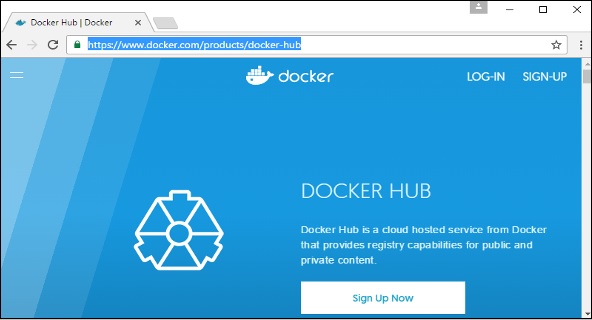 Docker Hub | Docker
https://www.docker.com/products/docker-hub
docker
LOG-IN
SIGN-UP
DOCKER HUB
Docker Hub is a cloud hosted service from Docker
that provides registry capabilities for public and
private content.
Sign Up Now